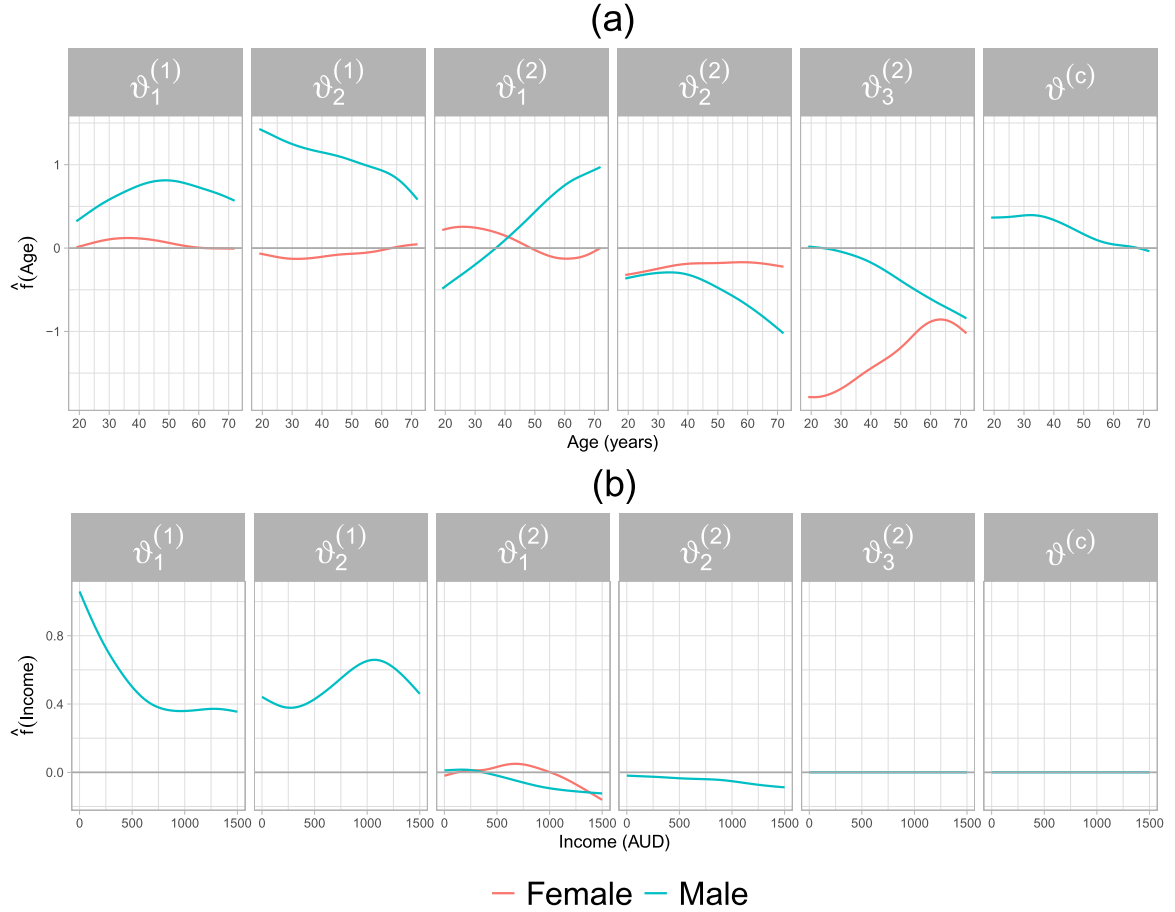 (a)
ϑ₁⁽¹⁾ ϑ₂⁽¹⁾ ϑ₁⁽²⁾ ϑ₂⁽²⁾ ϑ₃⁽²⁾ ϑ⁽ᶜ⁾
f̂(Age)
1
0
−1
20 30 40 50 60 70 20 30 40 50 60 70 20 30 40 50 60 70 20 30 40 50 60 70 20 30 40 50 60 70 20 30 40 50 60 70
Age (years)
(b)
ϑ₁⁽¹⁾ ϑ₂⁽¹⁾ ϑ₁⁽²⁾ ϑ₂⁽²⁾ ϑ₃⁽²⁾ ϑ⁽ᶜ⁾
f̂(Income)
0.8
0.4
0.0
0 500 1000 1500 0 500 1000 1500 0 500 1000 1500 0 500 1000 1500 0 500 1000 1500 0 500 1000 1500
Income (AUD)
Female Male